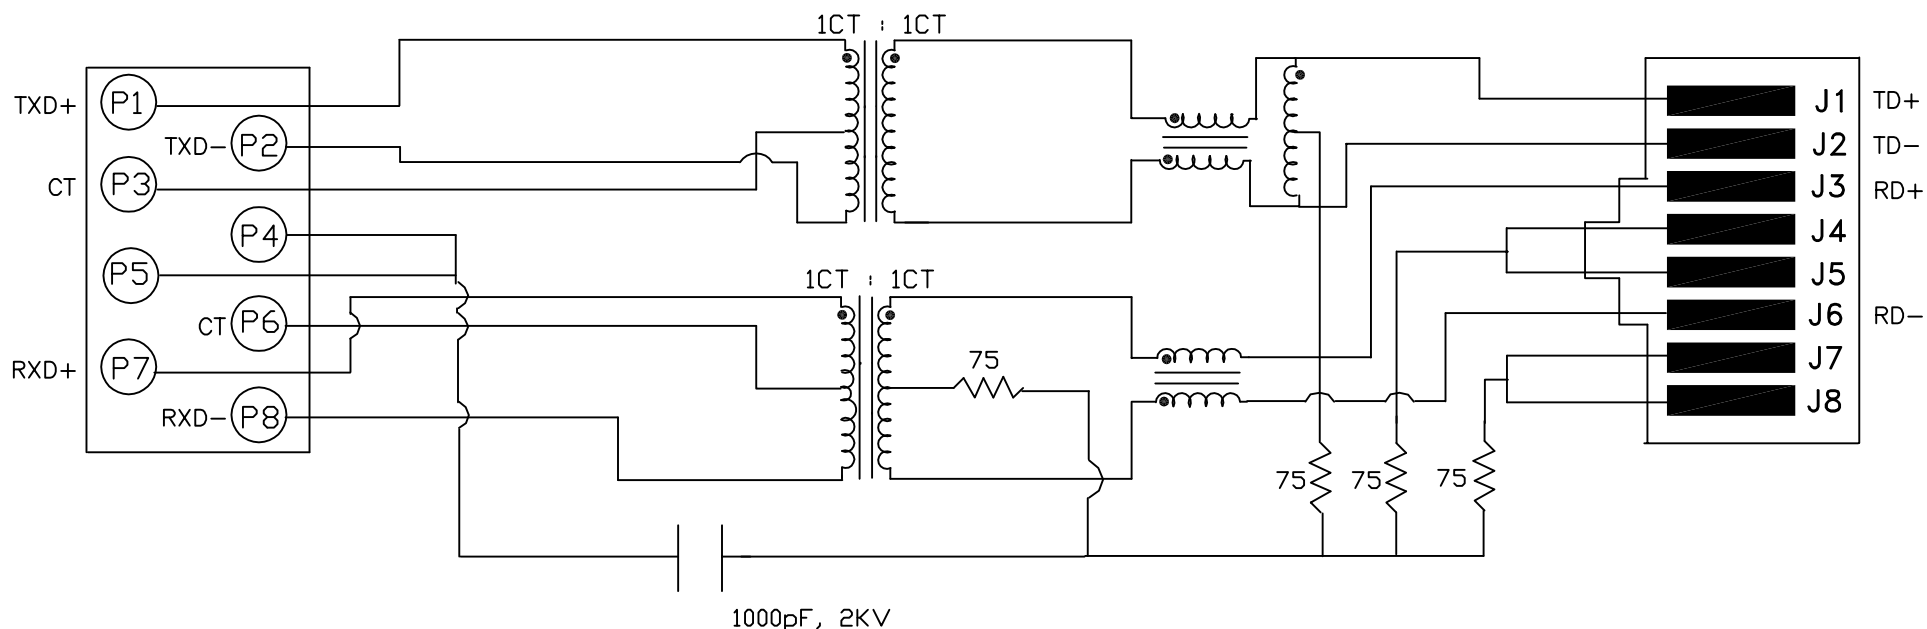 1CT : 1CT
TXD+ P1
TXD- P2
CT P3
P4
P5
CT P6
RXD+ P7
RXD- P8
1CT : 1CT
75
75
75
75
1000pF, 2KV
J1 TD+
J2 TD-
J3 RD+
J4
J5
J6 RD-
J7
J8